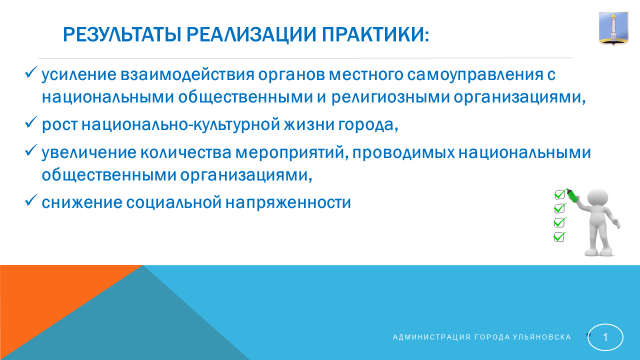 РЕЗУЛЬТАТЫ РЕАЛИЗАЦИИ ПРАКТИКИ:
✓ усиление взаимодействия органов местного самоуправления с
национальными общественными и религиозными организациями,
✓ рост национально-культурной жизни города,
✓ увеличение количества мероприятий, проводимых национальными
общественными организациями,
✓ снижение социальной напряженности
АДМИНИСТРАЦИЯ ГОРОДА УЛЬЯНОВСКА
1